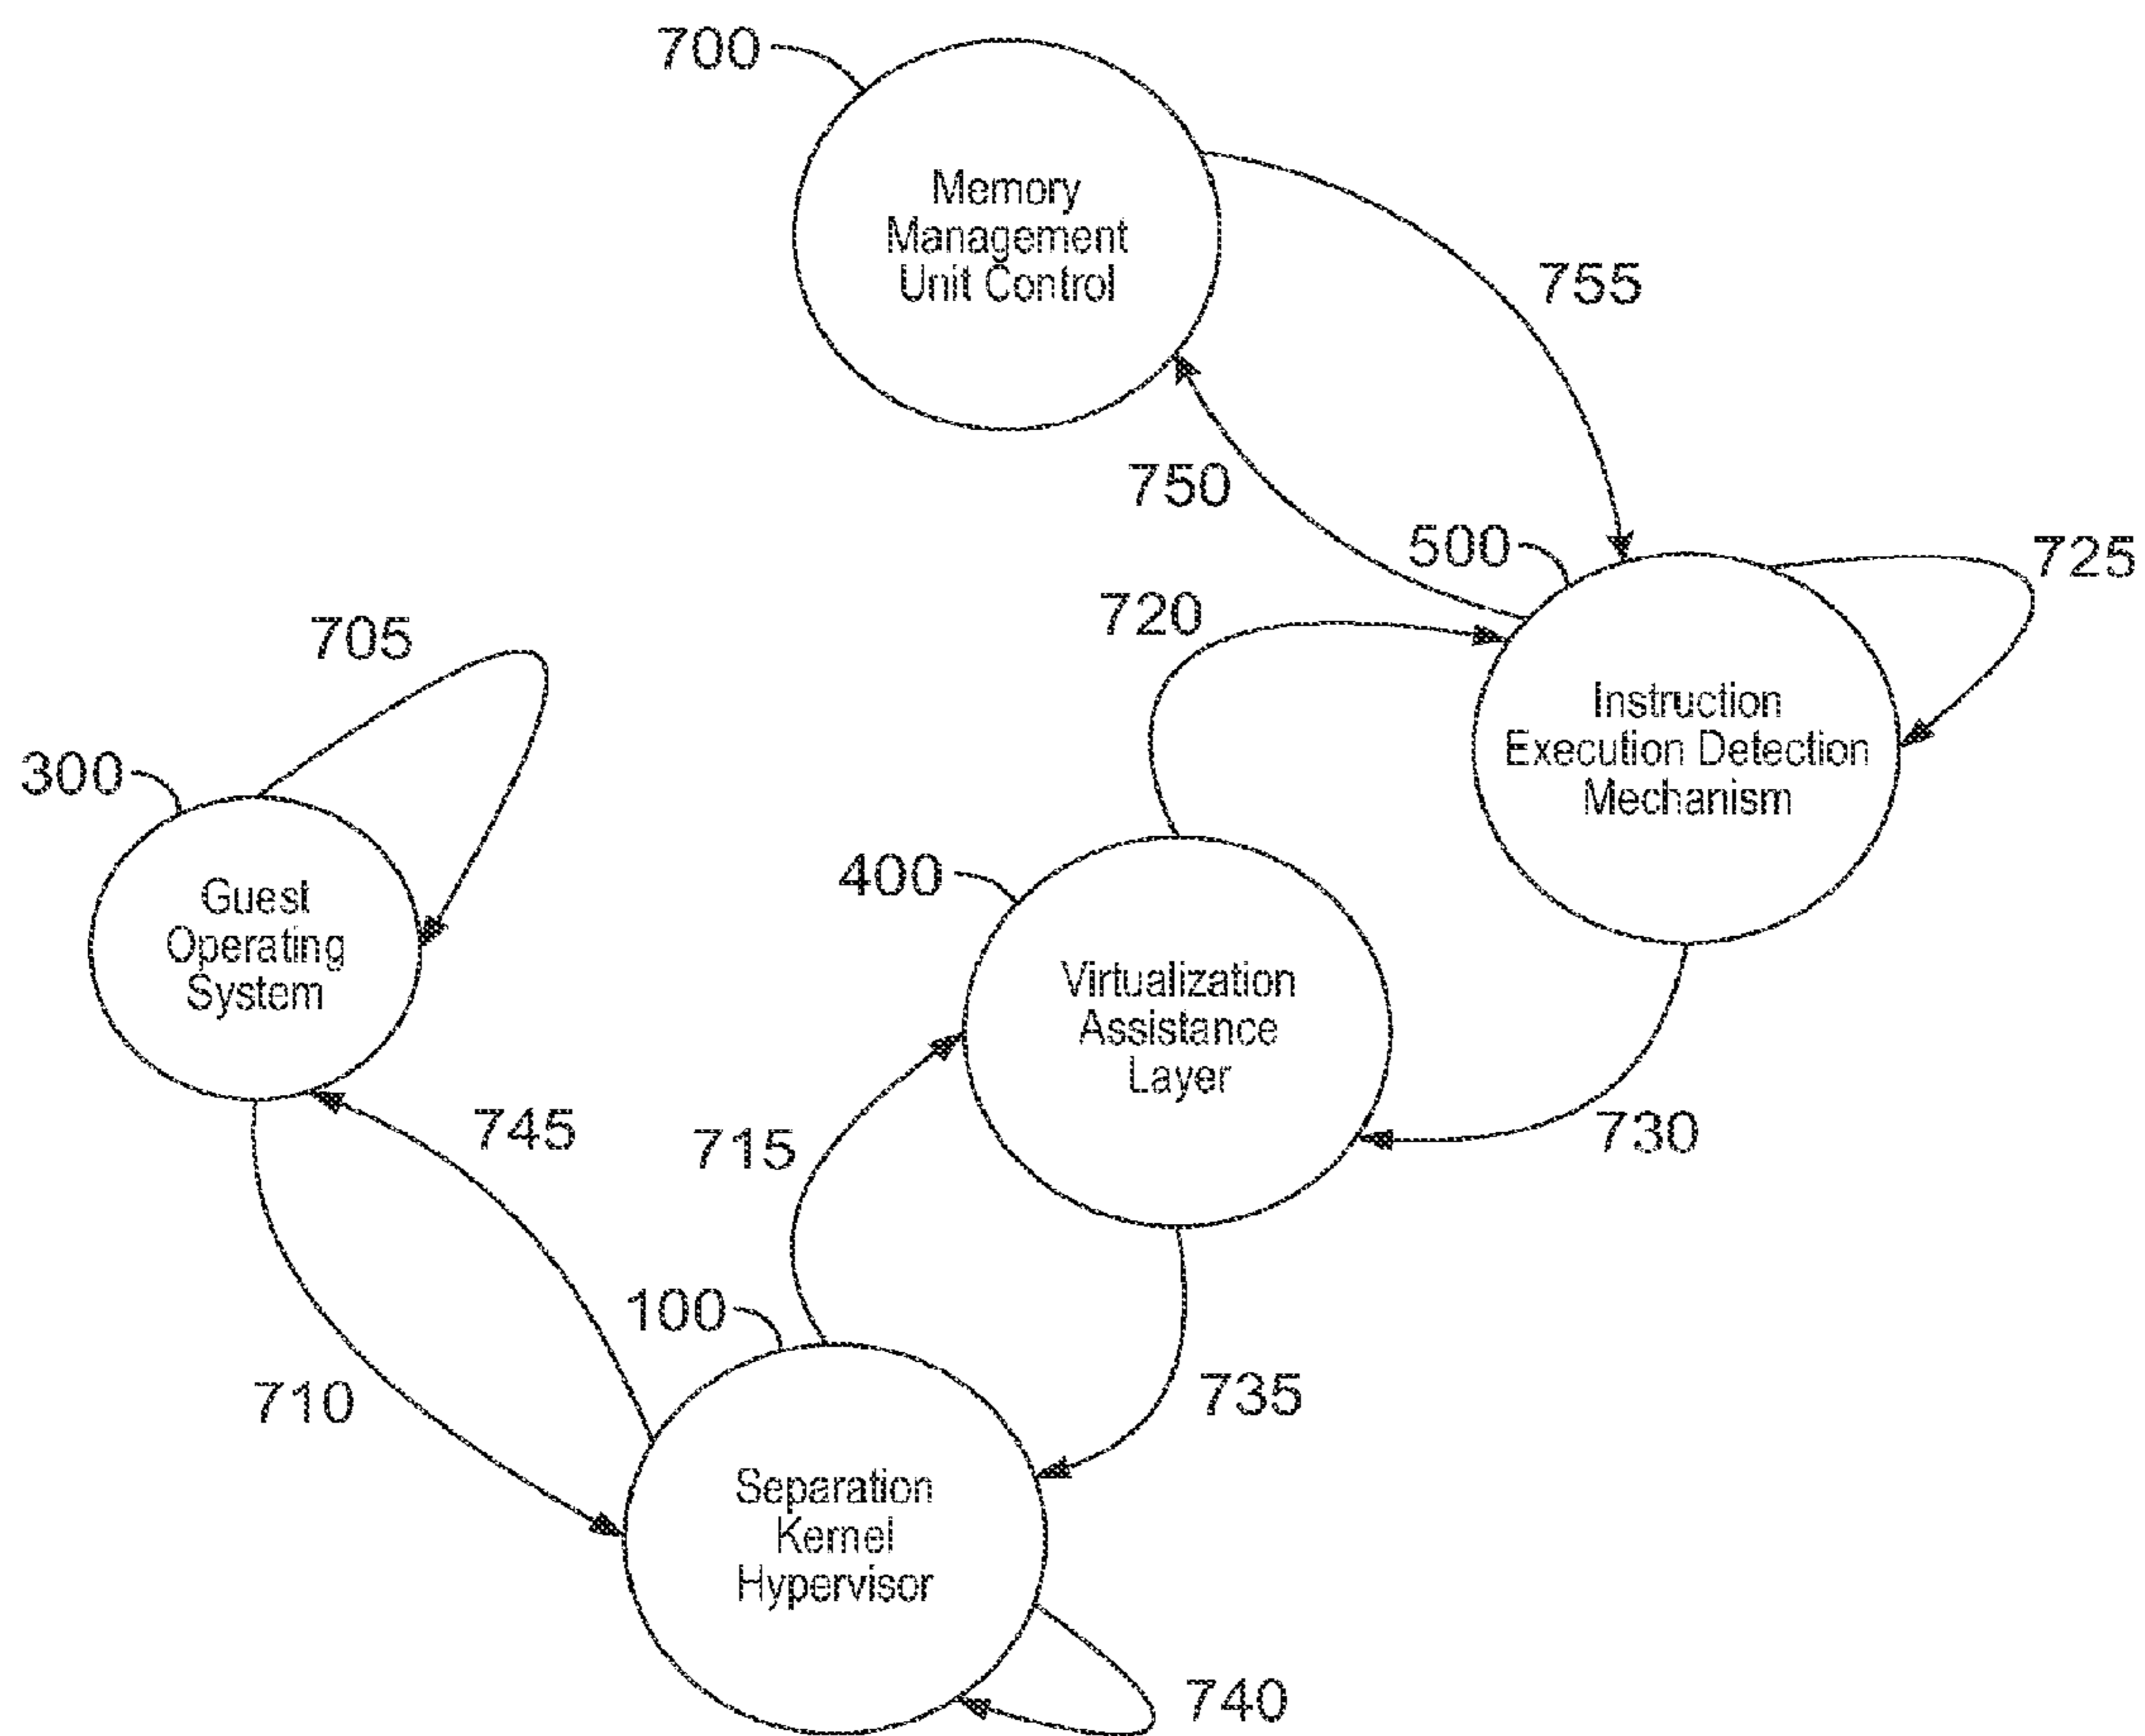 700
Memory
Management
Unit Control
755
750
500
725
720
705
Instruction
Execution Detection
Mechanism
300
400
Guest
Operating
System
Virtualization
Assistance
Layer
745
715
730
100
710
735
Separation
Kernel
Hypervisor
740